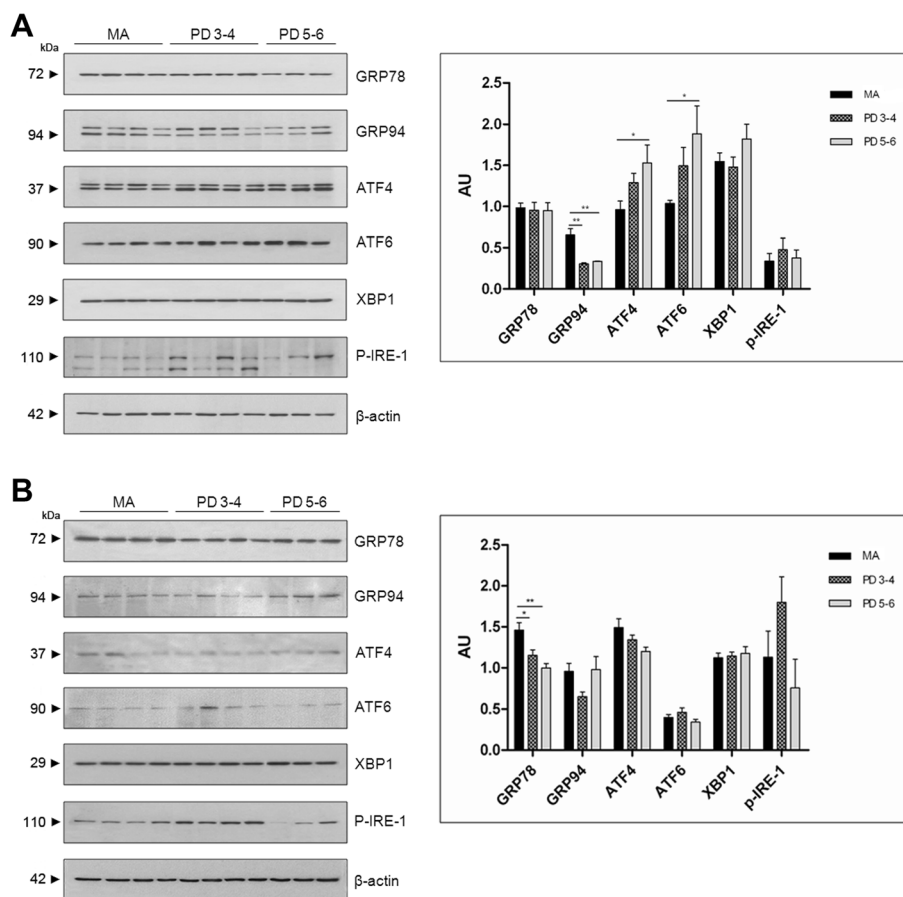 A
MA PD 3-4 PD 5-6
kDa
72 ► GRP78
94 ► GRP94
37 ► ATF4
90 ► ATF6
29 ► XBP1
110 ► P-IRE-1
42 ► β-actin
2.5
2.0
1.5
1.0
0.5
0.0
AU
** ** * *
MA
PD 3-4
PD 5-6
GRP78 GRP94 ATF4 ATF6 XBP1 p-IRE-1
B
MA PD 3-4 PD 5-6
kDa
72 ► GRP78
94 ► GRP94
37 ► ATF4
90 ► ATF6
29 ► XBP1
110 ► P-IRE-1
42 ► β-actin
2.5
2.0
1.5
1.0
0.5
0.0
AU
**
*
MA
PD 3-4
PD 5-6
GRP78 GRP94 ATF4 ATF6 XBP1 p-IRE-1